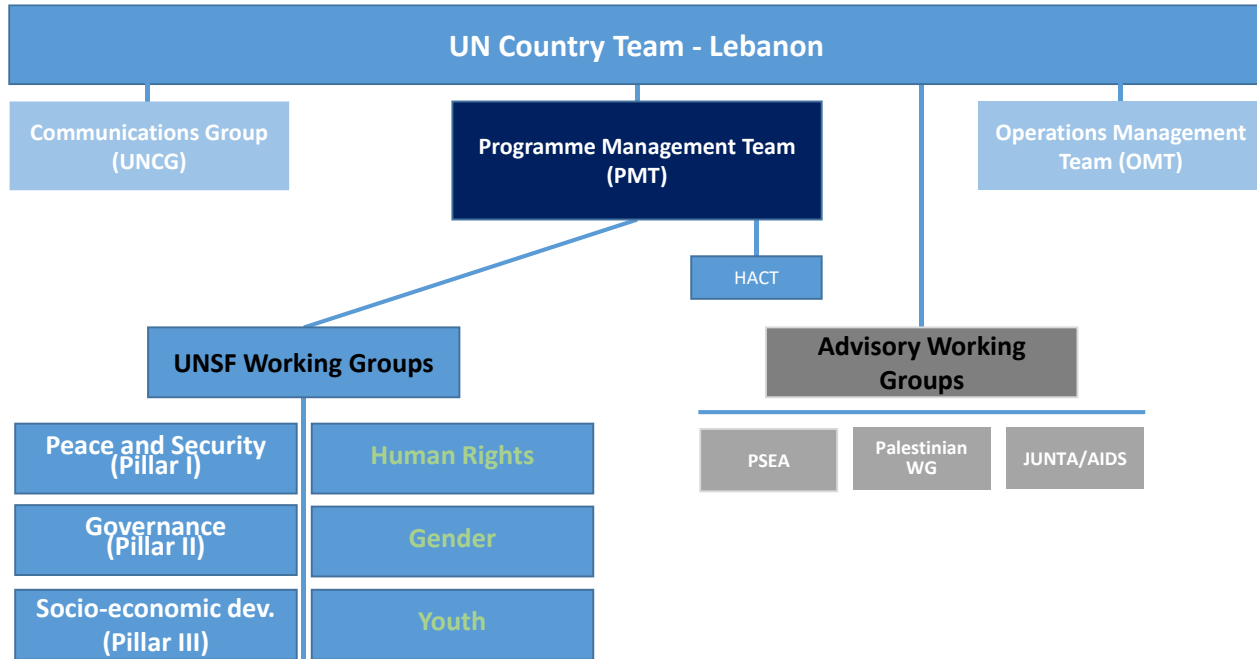 UN Country Team - Lebanon
Communications Group
(UNCG)
Programme Management Team
(PMT)
Operations Management
Team (OMT)
HACT
UNSF Working Groups
Advisory Working
Groups
Peace and Security
(Pillar I)
Human Rights
Governance
(Pillar II)
Gender
Socio-economic dev.
(Pillar III)
Youth
PSEA
Palestinian
WG
JUNTA/AIDS